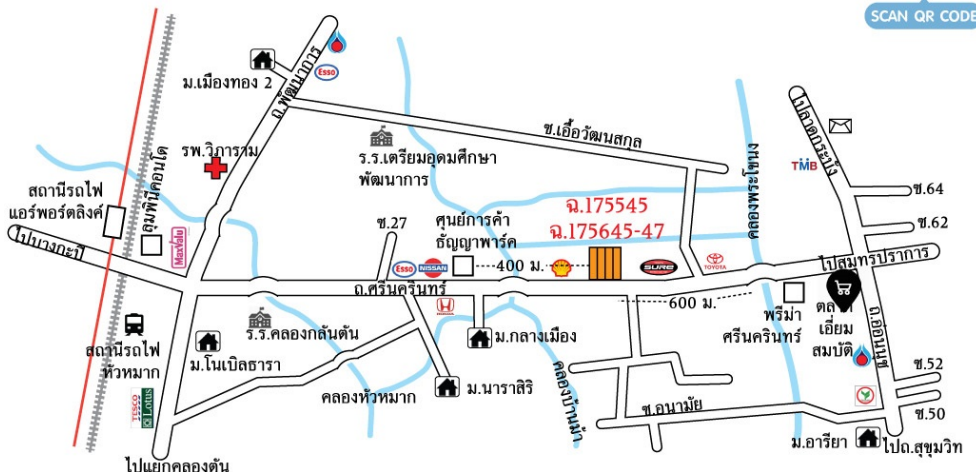 SCAN QR CODE
Esso
ม.เมืองทอง 2
ถ.พัฒนาการ
ไปลาดกระบัง
ซ.เอื้อวัฒนสกุล
รพ.วิภาราม
ร.ร.เตรียมอุดมศึกษา
พัฒนาการ
TMB
สถานีรถไฟ
แอร์พอร์ตลิงค์
ลุมพินีคอนโด
คลองพระโขนง
ซ.64
ซ.62
ไปบางกะปิ
MaxValu
ซ.27
ศูนย์การค้า
ธัญญาพาร์ค
ฉ.175545
ฉ.175645-47
Esso
NISSAN
400 ม.
SURE
TOYOTA
ไปสมุทรปราการ
ถ.ศรีนครินทร์
600 ม.
พรีม่า
ศรีนครินทร์
เอี่ยม
สมบัติ
ถ.อ่อนนุช
สถานีรถไฟ
หัวหมาก
ร.ร.คลองกลันตัน
ม.โนเบิลธารา
HONDA
ม.กลางเมือง
คลองหัวหมาก
ม.นาราสิริ
คลองบ้านม้า
ซ.52
ซ.50
TESCO
Lotus
ซ.อนามัย
ม.อารียา
ไปถ.สุขุมวิท
ไปแยกคลองตัน